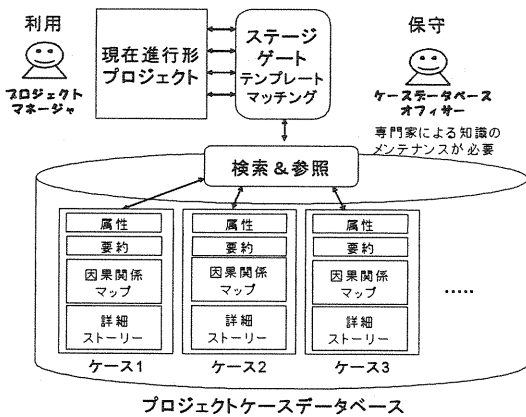 利用
プロジェクト
マネージャ
現在進行形
プロジェクト
ステージ
ゲート
テンプレート
マッチング
保守
ケースデータベース
オフィサー
専門家による知識の
メンテナンスが必要
検索&参照
属性
要約
因果関係
マップ
詳細
ストーリー
ケース1
属性
要約
因果関係
マップ
詳細
ストーリー
ケース2
属性
要約
因果関係
マップ
詳細
ストーリー
ケース3
.....
プロジェクトケースデータベース